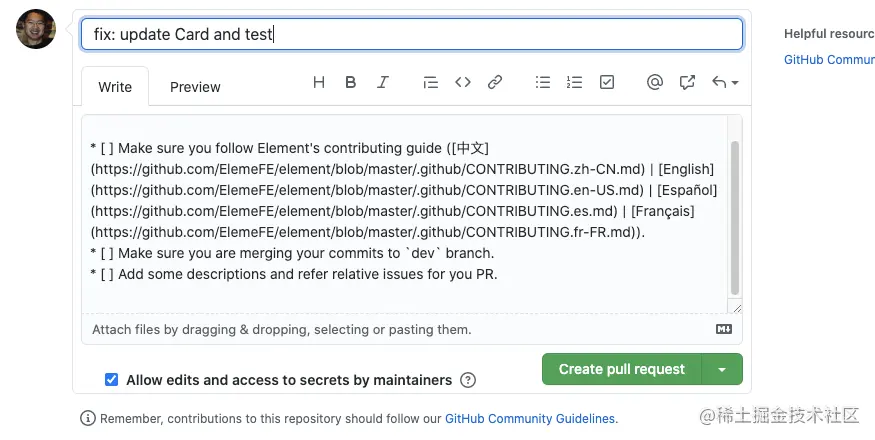 fix: update Card and test
Helpful resourc
GitHub Commur
Write
Preview
* [ ] Make sure you follow Element's contributing guide ([中文]
(https://github.com/ElemeFE/element/blob/master/.github/CONTRIBUTING.zh-CN.md) | [English]
(https://github.com/ElemeFE/element/blob/master/.github/CONTRIBUTING.en-US.md) | [Español]
(https://github.com/ElemeFE/element/blob/master/.github/CONTRIBUTING.es.md) | [Français]
(https://github.com/ElemeFE/element/blob/master/.github/CONTRIBUTING.fr-FR.md)).
* [ ] Make sure you are merging your commits to `dev` branch.
* [ ] Add some descriptions and refer relative issues for you PR.
Attach files by dragging & dropping, selecting or pasting them.
Allow edits and access to secrets by maintainers
Create pull request
Remember, contributions to this repository should follow our GitHub Community Guidelines.
@稀土掘金技术社区